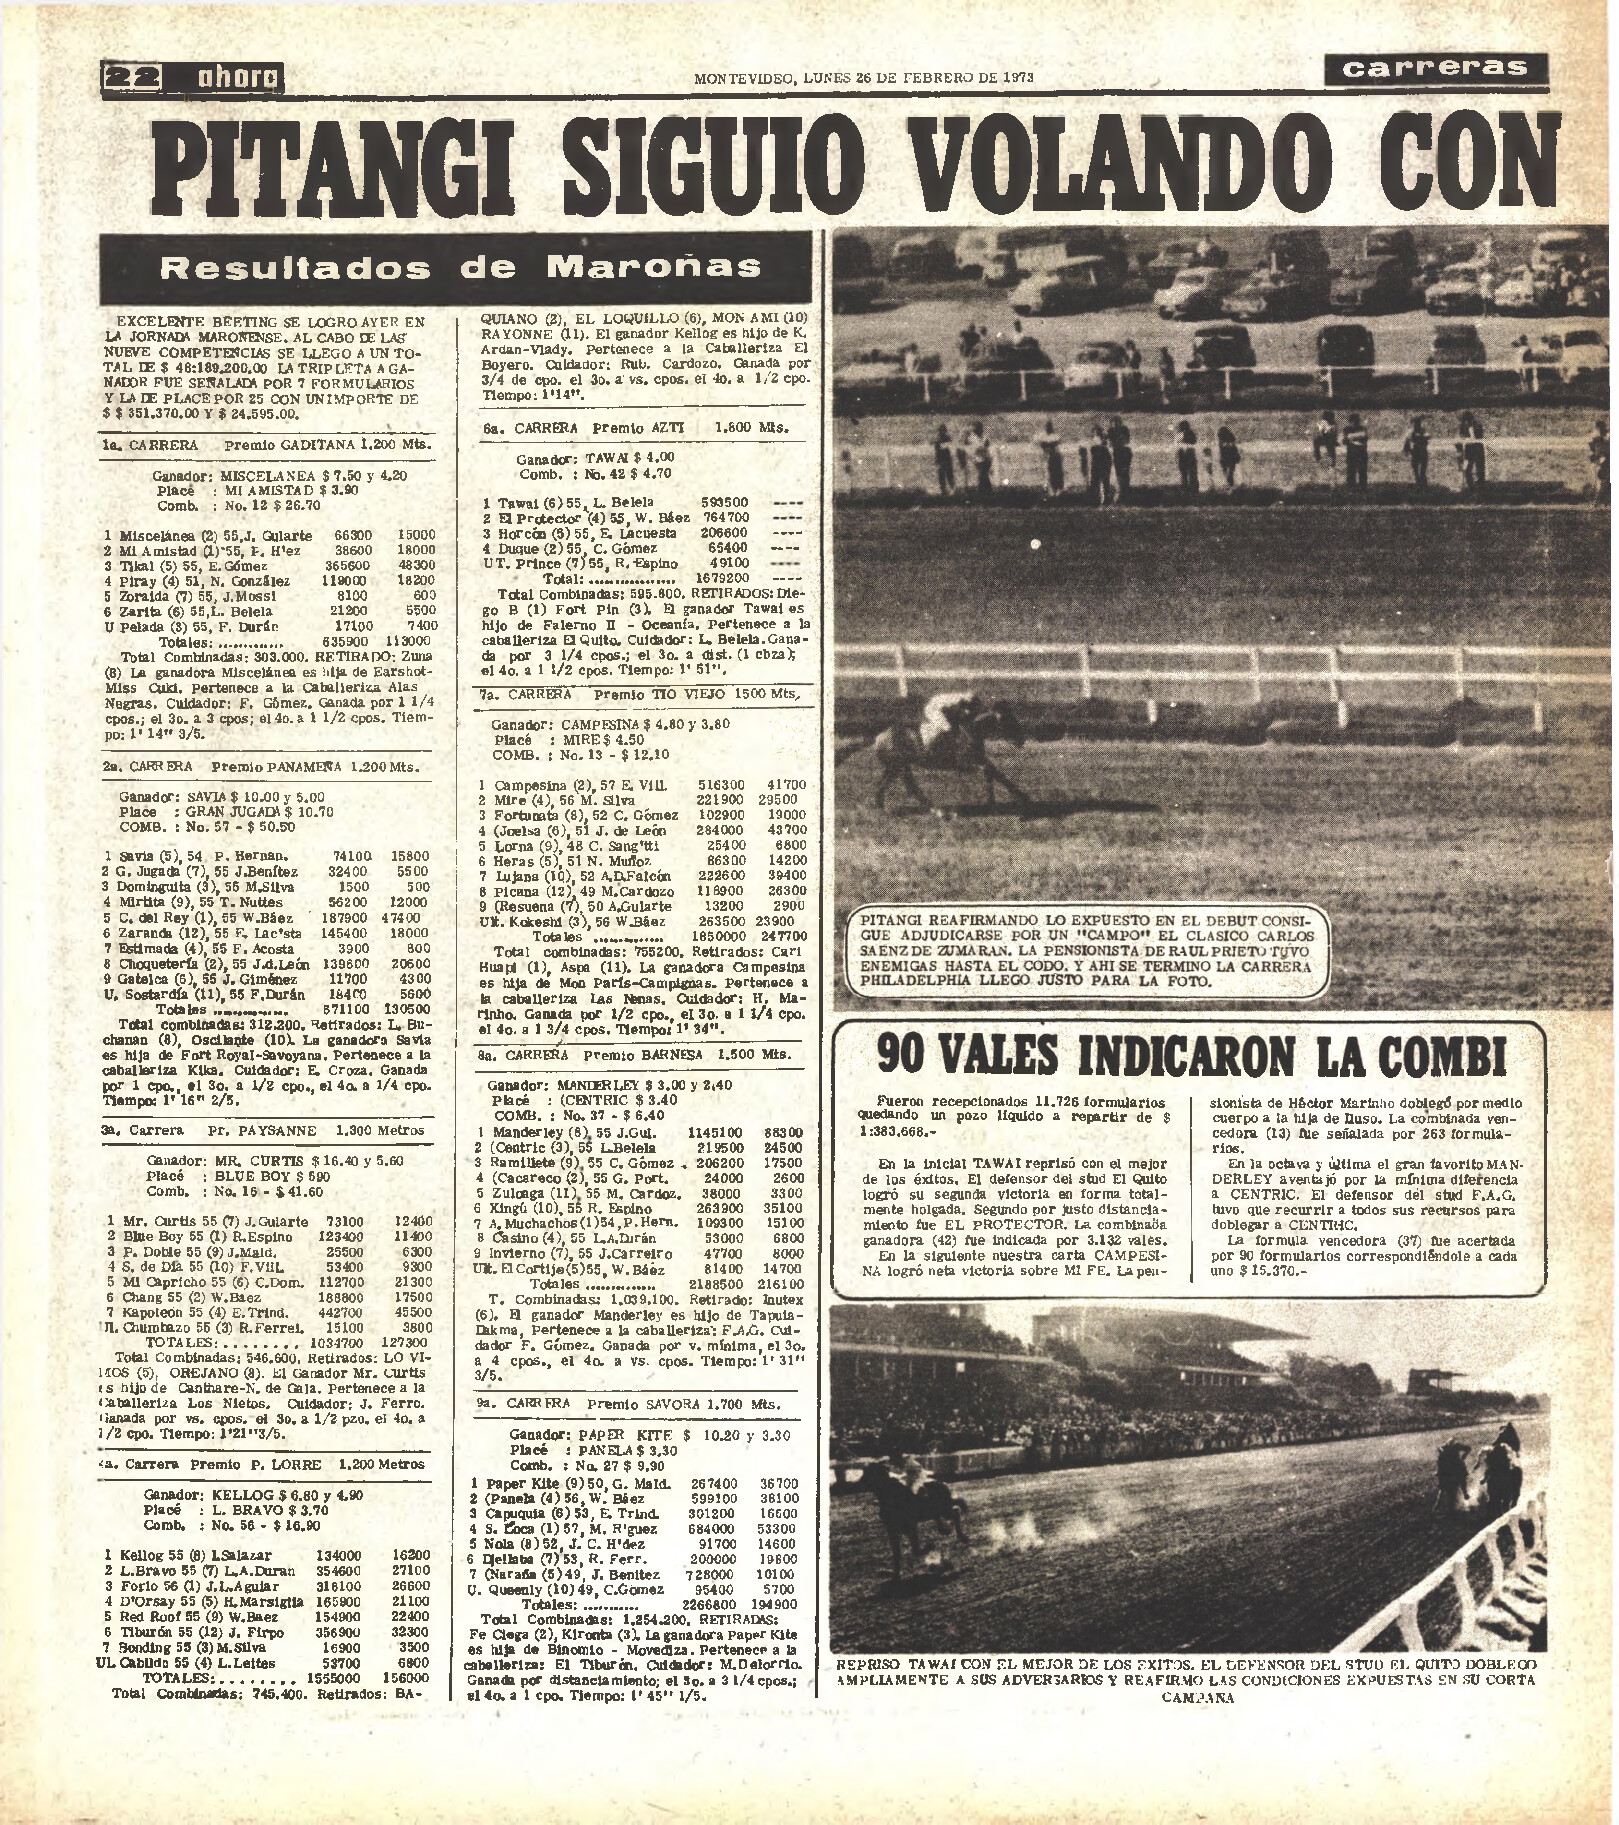 22 ahora
MONTEVIDEO, LUNES 26 DE FEBRERO DE 1973
carreras
PITANGI SIGUIO VOLANDO CON
Resultados de Maroñas
EXCELENTE BEETING SE LOGRO AYER EN
LA JORNADA MAROÑENSE. AL CABO DE LAS
NUEVE COMPETENCIAS SE LLEGO A UN TO-
TAL DE $ 48:189.200,00 LA TRIPLETA A GA-
NADOR FUE SEÑALADA POR 7 FORMULARIOS
Y LA DE PLACE POR 25 CON UN IMPORTE DE
$ $ 351.370.00 Y $ 24.595.00.
1a. CARRERA Premio GADITANA 1.200 Mts.
Ganador: MISCELANEA $ 7.50 y 4.20
Placé : MI AMISTAD $ 3.90
Comb. : No. 12 $ 26.70
1 Miscelánea (2) 55,J. Gularte 66300 15000
2 Mi Amistad (1) 55, P. H'ez 38600 18000
3 Tikal (5) 55, E. Gómez 365600 48300
4 Piray (4) 51, N. González 119000 18200
5 Zoraida (7) 55, J.Mossi 8100 600
6 Zarita (6) 55,L. Belela 21200 5500
U Pelada (3) 55, F. Durán 17100 7400
Totales: ............. 635900 113000
Total Combinadas: 303.000. RETIRADO: Zuna
(8) La ganadora Miscelánea es hija de Earshot-
Miss Cuki. Pertenece a la Caballeriza Alas
Negras. Cuidador: F. Gómez. Ganada por 1 1/4
cpos.; el 3o. a 3 cpos; el 4o. a 1 1/2 cpos. Tiem-
po: 1' 14" 3/5.
2a. CARRERA Premio PANAMEÑA 1.200 Mts.
Ganador: SAVIA $ 10.00 y 5.00
Place : GRAN JUGADA $ 10.70
COMB. : No. 57 - $ 50.50
1 Savia (5), 54 P. Hernan. 74100 15800
2 G. Jugada (7), 55 J.Benítez 32400 5500
3 Dominguita (3), 55 M.Silva 1500 500
4 Mirtita (9), 55 T. Nuttes 56200 12000
5 C. del Rey (1), 55 W.Báez 187900 47400
6 Zaranda (12), 55 E. Lac'sta 145400 18000
7 Estimada (4), 55 F. Acosta 3900 800
8 Choquetería (2), 55 J.d.León 139600 20600
9 Gateica (6), 55 J. Giménez 11700 4300
U. Sostardía (11), 55 F.Durán 18400 5600
Totales .............. 671100 130500
Total combinadas: 312.200. Retirados: L. Bu-
chanan (8), Oscilante (10). La ganadora Savia
es hija de Fort Royal-Savoyana. Pertenece a la
caballeriza Kika. Cuidador: E. Croza. Ganada
por 1 cpo., el 3o. a 1/2 cpo., el 4o. a 1/4 cpo.
Tiempo: 1' 16" 2/5.
3a. Carrera Pr. PAYSANNE 1.300 Metros
Ganador: MR. CURTIS $ 16.40 y 5.60
Placé : BLUE BOY $ 590
Comb. : No. 16 - $ 41.60
1 Mr. Curtis 55 (7) J.Gularte 73100 12400
2 Blue Boy 55 (1) R.Espino 123400 11400
3 P. Doble 55 (9) J.Mald. 25500 6300
4 S. de Día 55 (10) F.Vill. 53400 9300
5 Mi Capricho 55 (6) C.Dom. 112700 21300
6 Chang 55 (2) W.Baez 188800 17500
7 Kapoleón 55 (4) E.Trind. 442700 45500
Ul. Chumbazo 55 (3) R.Ferrei. 15100 3800
TOTALES: ........ 1034700 127300
Total Combinadas: 546.600. Retirados: LO VI-
MOS (5), OREJANO (8). El Ganador Mr. Curtis
es hijo de Canthare-N. de Gala. Pertenece a la
Caballeriza Los Nietos. Cuidador: J. Ferro.
Ganada por vs. cpos. el 3o. a 1/2 pzo. el 4o. a
1/2 cpo. Tiempo: 1'21"3/5.
4a. Carrera Premio P. LORRE 1.200 Metros
Ganador: KELLOG $ 6.80 y 4.90
Placé : L. BRAVO $ 3.70
Comb. : No. 56 - $ 16.90
1 Kellog 55 (8) I.Salazar 134000 16200
2 L.Bravo 55 (7) L.A.Duran 354600 27100
3 Forio 56 (1) J.L.Aguiar 318100 26600
4 D'Orsay 55 (5) H.Marsiglia 165900 21100
5 Red Roof 55 (9) W.Baez 154900 22400
6 Tiburón 55 (12) J. Firpo 356900 32300
7 Bonding 55 (3) M.Silva 16900 3500
Ul. Cabildo 55 (4) L.Leites 53700 6800
TOTALES: ........ 1555000 156000
Total Combinadas: 745.400. Retirados: BA-
QUIANO (2), EL LOQUILLO (6), MON AMI (10)
RAYONNE (11). El ganador Kellog es hijo de K.
Ardan-Vlady. Pertenece a la Caballeriza El
Boyero. Cuidador: Rub. Cardozo. Ganada por
3/4 de cpo. el 3o. a vs. cpos. el 4o. a 1/2 cpo.
Tiempo: 1'14".
6a. CARRERA Premio AZTI 1.800 Mts.
Ganador: TAWAI $ 4.00
Comb. : No. 42 $ 4.70
1 Tawai (6) 55, L. Belela 593500 ----
2 El Protector (4) 55, W. Báez 764700 ----
3 Horcón (5) 55, E. Lacuesta 206600 ----
4 Duque (2) 55, C. Gómez 65400 ----
UT. Prince (7) 55, R. Espino 49100 ----
Total: ................. 1679200 ----
Total Combinadas: 595.800. RETIRADOS: Die-
go B (1) Fort Pin (3). El ganador Tawai es
hijo de Falerno II - Oceanía. Pertenece a la
caballeriza El Quito. Cuidador: L. Belela. Gana-
da por 3 1/4 cpos.; el 3o. a dist. (1 cbza);
el 4o. a 1 1/2 cpos. Tiempo: 1' 51".
7a. CARRERA Premio TIO VIEJO 1500 Mts.
Ganador: CAMPESINA $ 4.80 y 3.80
Placé : MIRE $ 4.50
COMB. : No. 13 - $ 12.10
1 Campesina (2), 57 E. Vill. 516300 41700
2 Mire (4), 56 M. Silva 221900 29500
3 Fortunata (8), 52 C. Gómez 102900 19000
4 (Joelsa (6), 51 J. de León 284000 43700
5 Lorna (9), 48 C. Sang'tti 25400 6800
6 Heras (5), 51 N. Muñoz 66300 14200
7 Lujana (10), 52 A.D.Falcón 222600 39400
8 Picana (12), 49 M.Cardozo 116900 26300
9 (Resuena (7), 50 A.Gularte 13200 2900
Ult. Kokeshi (3), 56 W.Báez 263500 23900
Totales ............. 1850000 247700
Total combinadas: 755200. Retirados: Carl
Huapi (1), Aspa (11). La ganadora Campesina
es hija de Mon París-Campignas. Pertenece a
la caballeriza Las Nenas. Cuidador: H. Ma-
rinho. Ganada por 1/2 cpo., el 3o. a 1 1/4 cpo.
el 4o. a 1 3/4 cpos. Tiempo: 1' 34".
8a. CARRERA Premio BARNESA 1.500 Mts.
Ganador: MANDERLEY $ 3.00 y 2.40
Placé : (CENTRIC $ 3.40
COMB. : No. 37 - $ 6.40
1 Manderley (8), 55 J.Gul. 1145100 88300
2 (Centric (3), 55 L.Belela 219500 24500
3 Ramillete (9), 55 C. Gómez . 206200 17500
4 (Cacareco (2), 55 G. Port. 24000 2600
5 Zuloaga (11), 55 M. Cardoz. 38000 3300
6 Xingú (10), 55 R. Espino 263900 35100
7 A. Muchachos (1)54, P.Hern. 109300 15100
8 Casino (4), 55 L.A.Durán 53000 6800
9 Invierno (7), 55 J.Carreiro 47700 8000
Ult. El Cortijo(5)55, W.Báez 81400 14700
Totales ............. 2188500 216100
T. Combinadas: 1.039.100. Retirado: Inutex
(6). El ganador Manderley es hijo de Tapula-
Dakma, Pertenece a la caballeriza: F.A.G. Cui-
dador F. Gómez. Ganada por v. mínima, el 3o.
a 4 cpos., el 4o. a vs. cpos. Tiempo: 1' 31"
3/5.
9a. CARRERA Premio SAVORA 1.700 Mts.
Ganador: PAPER KITE $ 10.20 y 3.30
Placé : PANELA $ 3.30
Comb. : No. 27 $ 9.90
1 Paper Kite (9) 50, G. Mald. 267400 36700
2 (Panela (4) 56, W. Báez 599100 38100
3 Capuquia (6) 53, E. Trind. 301200 16600
4 S. Loca (1) 57, M. R'guez 684000 53300
5 Nola (8) 52, J. C. H'dez 91700 14600
6 Djellaba (7) 53, R. Ferr. 200000 19800
7 (Naraña (5) 49, J. Benítez 728000 10100
U. Queenly (10) 49, C.Gomez 95400 5700
Totales: ........... 2266800 194900
Total Combinadas: 1.254.200. RETIRADAS:
Fe Ciega (2), Kironta (3). La ganadora Paper Kite
es hija de Binomio - Movediza. Pertenece a la
caballeriza: El Tiburón. Cuidador: M.Delorrio.
Ganada por distanciamiento; el 3o. a 3 1/4 cpos.;
el 4o. a 1 cpo. Tiempo: 1' 45" 1/5.
PITANGI REAFIRMANDO LO EXPUESTO EN EL DEBUT CONSI-
GUE ADJUDICARSE POR UN "CAMPO" EL CLASICO CARLOS
SAENZ DE ZUMARAN. LA PENSIONISTA DE RAUL PRIETO TUVO
ENEMIGAS HASTA EL CODO. Y AHI SE TERMINO LA CARRERA
PHILADELPHIA LLEGO JUSTO PARA LA FOTO.
90 VALES INDICARON LA COMBI
Fueron recepcionados 11.726 formularios
quedando un pozo líquido a repartir de $
1:383.668.-
En la inicial TAWAI reprisó con el mejor
de los éxitos. El defensor del stud El Quito
logró su segunda victoria en forma total-
mente holgada. Segundo por justo distancia-
miento fue EL PROTECTOR. La combinada
ganadora (42) fue indicada por 3.132 vales.
En la siguiente nuestra carta CAMPESI-
NA logró neta victoria sobre MI FE. La pen-
sionista de Héctor Marinho doblegó por medio
cuerpo a la hija de Iluso. La combinada ven-
cedora (13) fue señalada por 263 formula-
rios.
En la octava y última el gran favorito MAN-
DERLEY aventajó por la mínima diferencia
a CENTRIC. El defensor del stud F.A.G.
tuvo que recurrir a todos sus recursos para
doblegar a CENTRIC.
La formula vencedora (37) fue acertada
por 90 formularios correspondiéndole a cada
uno $ 15.370.-
REPRISO TAWAI CON EL MEJOR DE LOS EXITOS. EL DEFENSOR DEL STUD EL QUITO DOBLEGO
AMPLIAMENTE A SUS ADVERSARIOS Y REAFIRMO LAS CONDICIONES EXPUESTAS EN SU CORTA
CAMPAÑA